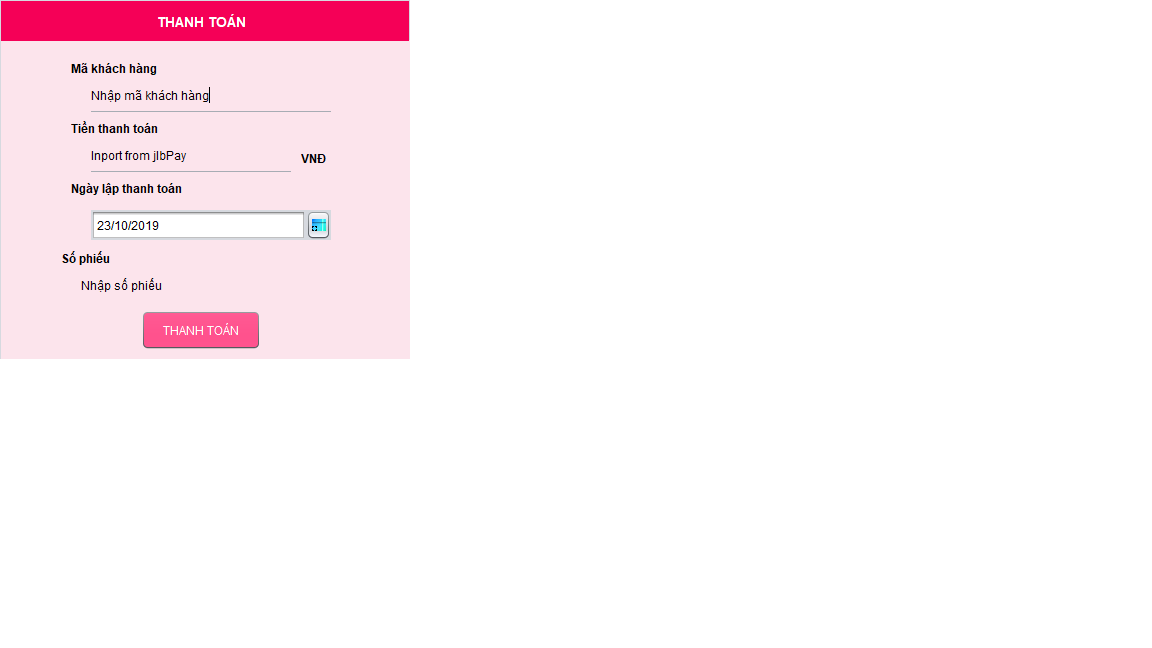 THANH TOÁN
Mã khách hàng
Nhập mã khách hàng
Tiền thanh toán
Inport from jlbPay
VNĐ
Ngày lập thanh toán
23/10/2019
Số phiếu
Nhập số phiếu
THANH TOÁN